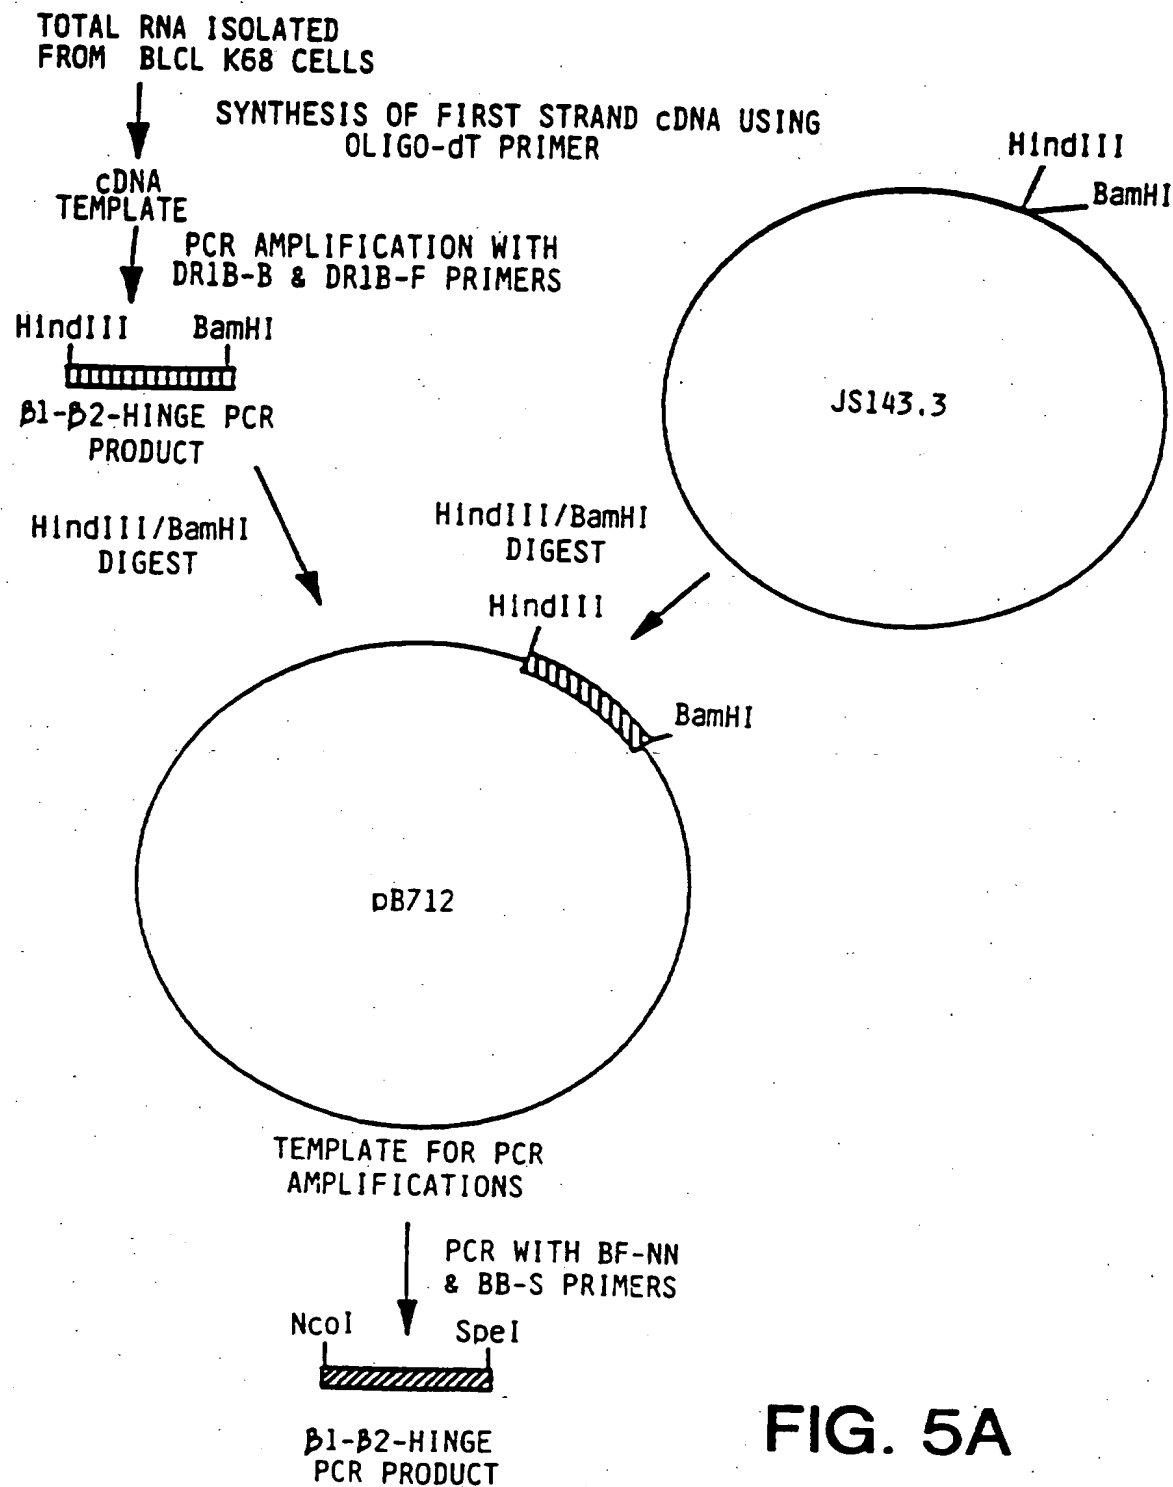 TOTAL RNA ISOLATED
FROM BLCL K68 CELLS
SYNTHESIS OF FIRST STRAND cDNA USING
OLIGO-dT PRIMER
cDNA
TEMPLATE
PCR AMPLIFICATION WITH
DR1B-B & DR1B-F PRIMERS
HindIII BamHI
β1-β2-HINGE PCR
PRODUCT
HindIII/BamHI
DIGEST
HindIII
BamHI
JS143.3
HindIII/BamHI
DIGEST
HindIII
BamHI
pB712
TEMPLATE FOR PCR
AMPLIFICATIONS
PCR WITH BF-NN
& BB-S PRIMERS
NcoI SpeI
β1-β2-HINGE
PCR PRODUCT
FIG. 5A